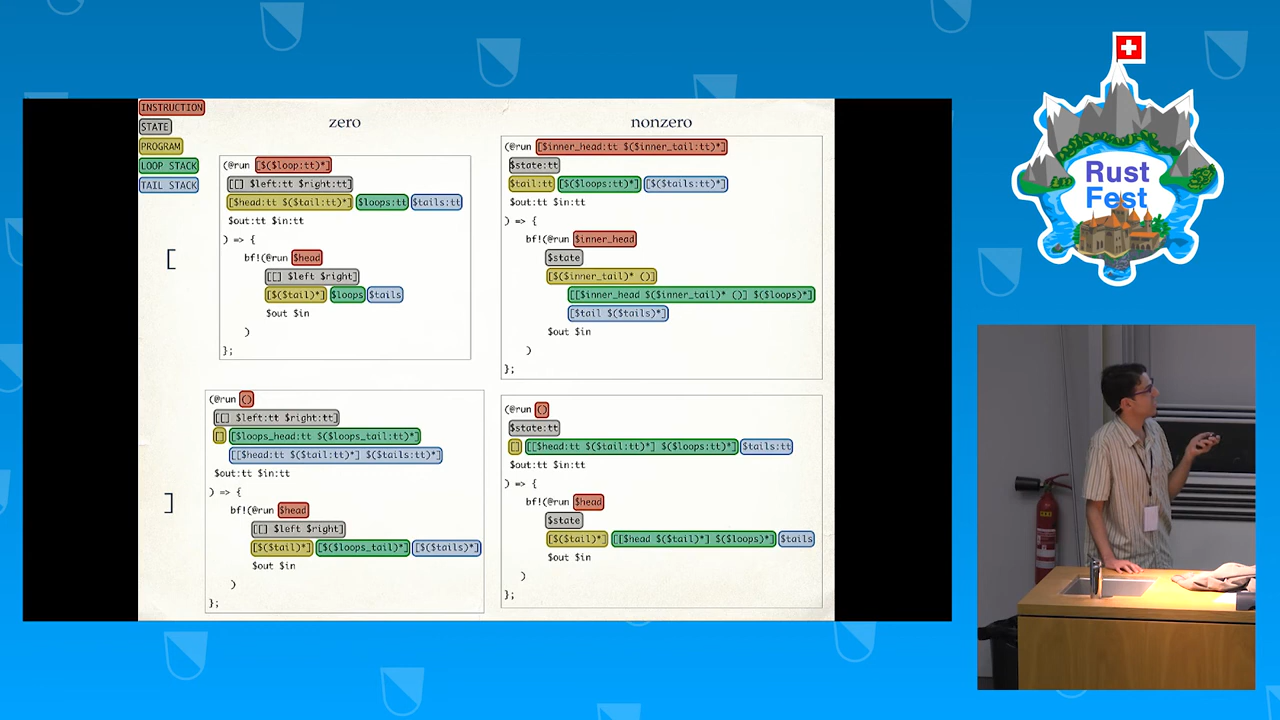 INSTRUCTION
STATE
PROGRAM
LOOP STACK
TAIL STACK
zero
nonzero
[
(@run [$($loop:tt)*]
[[] $left:tt $right:tt]
[$head:tt $($tail:tt)*] $loops:tt $tails:tt
$out:tt $in:tt
) => {
bf!(@run $head
[[] $left $right]
[$($tail)*] $loops $tails
$out $in
)
};
(@run [$inner_head:tt $($inner_tail:tt)*]
$state:tt
$tail:tt [$($loops:tt)*] [$($tails:tt)*]
$out:tt $in:tt
) => {
bf!(@run $inner_head
$state
[$($inner_tail)* ()]
[[$inner_head $($inner_tail)* ()] $($loops)*]
[$tail $($tails)*]
$out $in
)
};
]
(@run ()
[[] $left:tt $right:tt]
[] [$loops_head:tt $($loops_tail:tt)*]
[[$head:tt $($tail:tt)*] $($tails:tt)*]
$out:tt $in:tt
) => {
bf!(@run $head
[[] $left $right]
[$($tail)*] [$($loops_tail)*] [$($tails)*]
$out $in
)
};
(@run ()
$state:tt
[] [[$head:tt $($tail:tt)*] $($loops:tt)*] $tails:tt
$out:tt $in:tt
) => {
bf!(@run $head
$state
[$($tail)*] [[$head $($tail)*] $($loops)*] $tails
$out $in
)
};
Rust
Fest